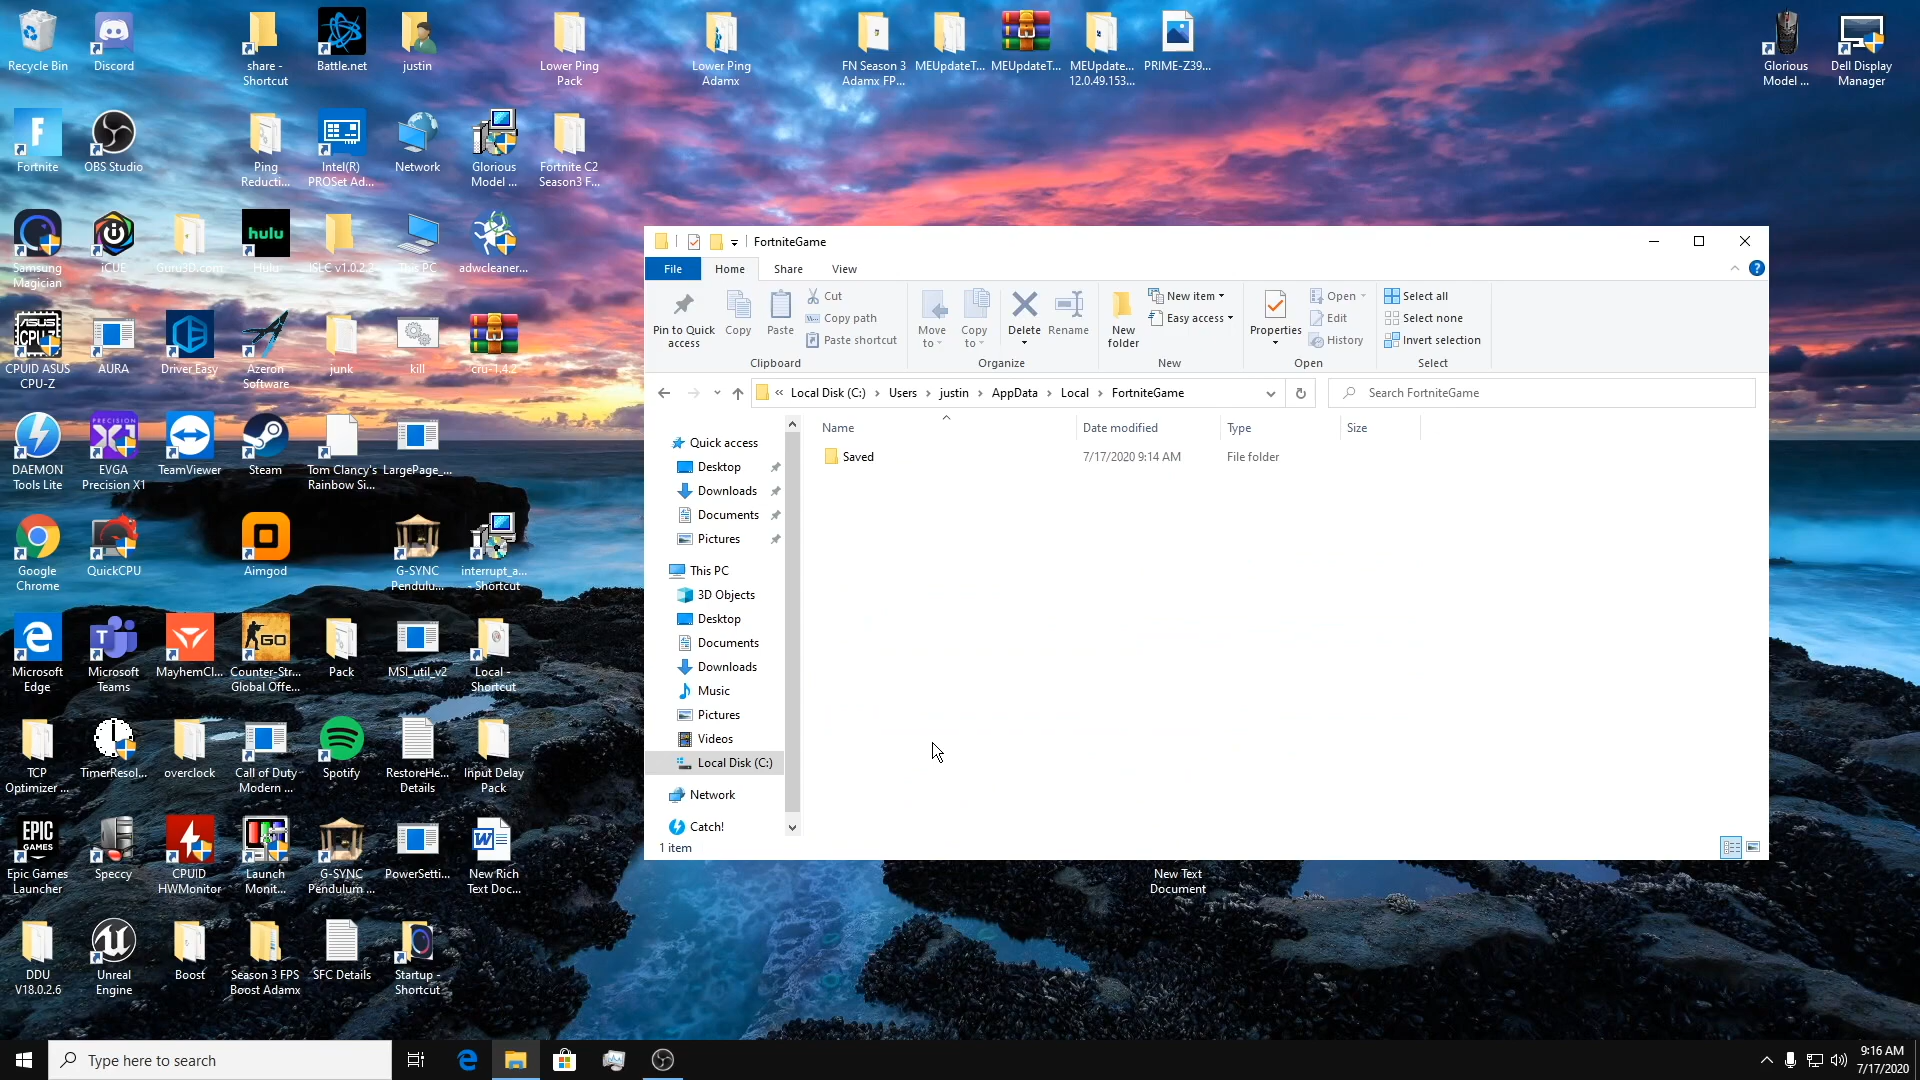 Recycle Bin
Discord
share -
Shortcut
Battle.net
justin
Lower Ping
Pack
Lower Ping
Adamx
FN Season 3
Adamx FP...
MEUpdateT...
MEUpdateT...
MEUpdate...
12.0.49.153...
PRIME-Z39...
Glorious
Model ...
Dell Display
Manager
Fortnite
OBS Studio
Ping
Reducti...
Intel(R)
PROSet Ad...
Network
Glorious
Model ...
Fortnite C2
Season3 F...
Samsung
Magician
iCUE
Guru3D.com
hulu
Hulu
ISLC v1.0.2.2
This PC
adwcleaner...
ASUS
CPU-Z
CPUID ASUS
CPU-Z
AURA
Driver Easy
Azeron
Software
junk
kill
cru-1.4.2
DAEMON
Tools Lite
PRECISION
X1
EVGA
Precision X1
TeamViewer
Steam
Tom Clancy's
Rainbow Si...
LargePage_...
Google
Chrome
QuickCPU
Aimgod
G-SYNC
Pendulu...
interrupt_a...
- Shortcut
Microsoft
Edge
Microsoft
Teams
MayhemCl...
GO
Counter-Str...
Global Offe...
Pack
MSI_util_v2
Local -
Shortcut
TCP
Optimizer ...
TimerResol...
overclock
Call of Duty
Modern ...
Spotify
RestoreHe...
Details
Input Delay
Pack
EPIC
GAMES
Epic Games
Launcher
Speccy
CPUID
HWMonitor
Launch
Monit...
G-SYNC
Pendulum ...
PowerSetti...
New Rich
Text Doc...
New Text
Document
DDU
V18.0.2.6
Unreal
Engine
Boost
Season 3 FPS
Boost Adamx
SFC Details
Startup -
Shortcut
FortniteGame
File
Home
Share
View
Pin to Quick
access
Copy
Paste
Cut
Copy path
Paste shortcut
Clipboard
Move
to
Copy
to
Delete
Rename
Organize
New
folder
New item
Easy access
New
Properties
Open
Edit
History
Open
Select all
Select none
Invert selection
Select
« Local Disk (C:) > Users > justin > AppData > Local > FortniteGame
Search FortniteGame
Name
Date modified
Type
Size
Saved
7/17/2020 9:14 AM
File folder
Quick access
Desktop
Downloads
Documents
Pictures
This PC
3D Objects
Desktop
Documents
Downloads
Music
Pictures
Videos
Local Disk (C:)
Network
Catch!
1 item
Type here to search
9:16 AM
7/17/2020